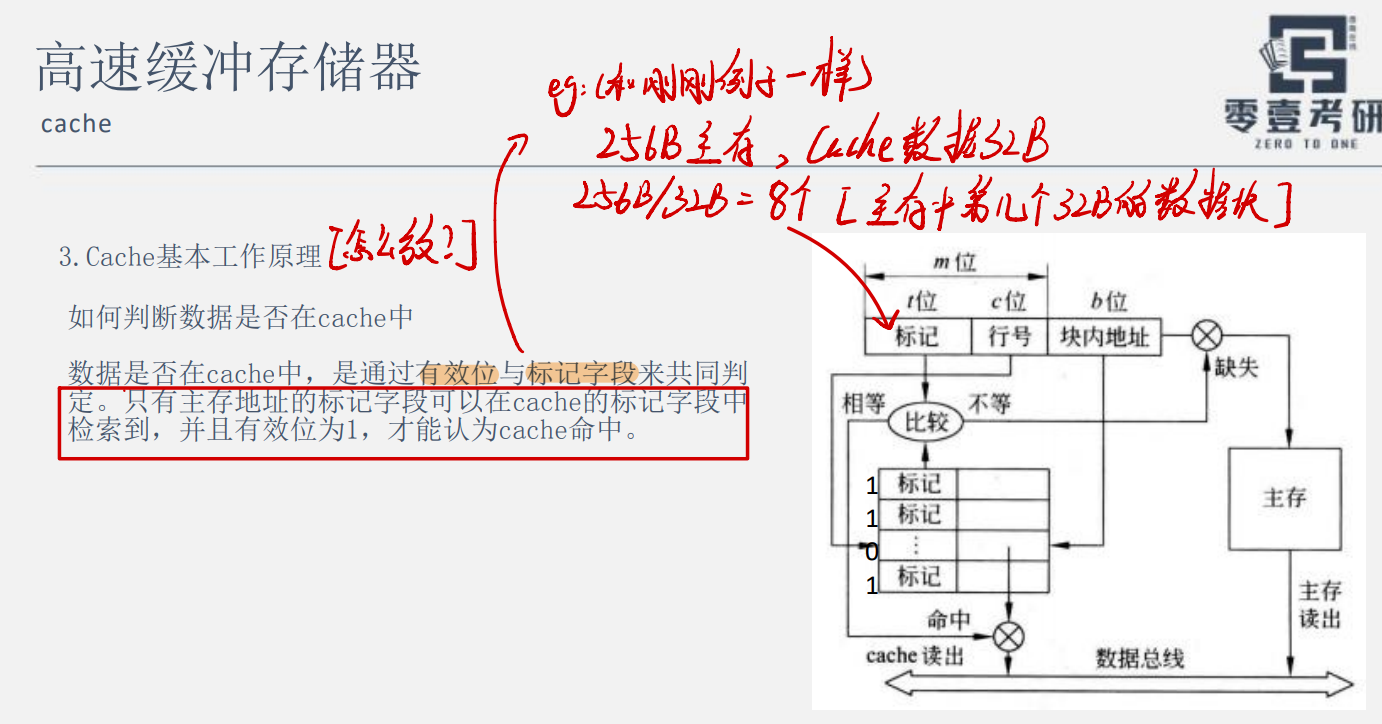 高速缓冲存储器
cache
零壹考研
ZERO TO ONE
eg:(和刚刚例子一样)
256B主存, Cache数据32B
256B/32B=8个 [主存中第几个32B的数据块]
3.Cache基本工作原理 [怎么做?]
如何判断数据是否在cache中
数据是否在cache中，是通过有效位与标记字段来共同判
定。只有主存地址的标记字段可以在cache的标记字段中
检索到，并且有效位为1，才能认为cache命中。
m位
t位 c位 b位
标记 行号 块内地址
缺失
相等 比较 不等
1 标记
1 标记
0 ⋮
1 标记
主存
命中
主存
读出
cache读出
数据总线